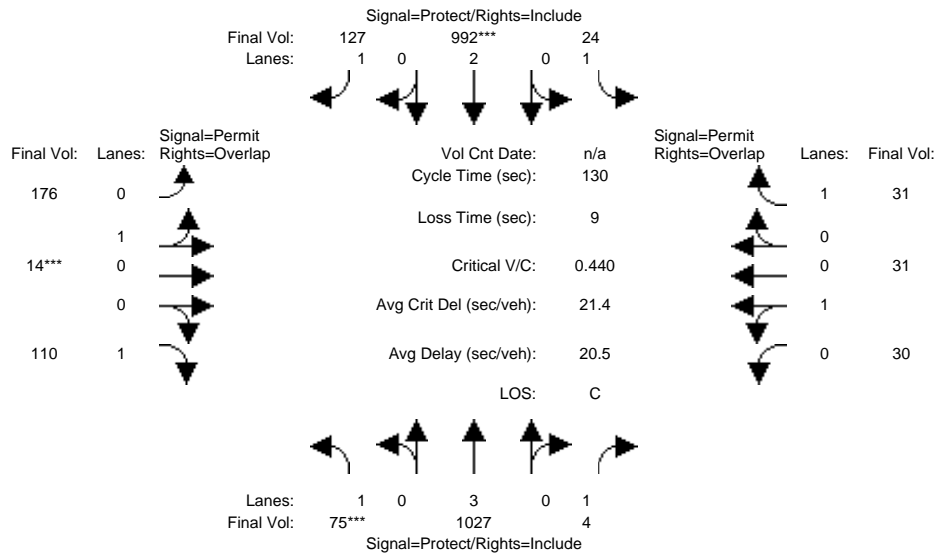 Signal=Protect/Rights=Include
Final Vol: 127 992*** 24
Lanes: 1 0 2 0 1
Signal=Permit Signal=Permit
Final Vol: Lanes: Rights=Overlap Vol Cnt Date: n/a Rights=Overlap Lanes: Final Vol:
Cycle Time (sec): 130
176 0 1 31
Loss Time (sec): 9
1 0
14*** 0 Critical V/C: 0.440 0 31
0 Avg Crit Del (sec/veh): 21.4 1
110 1 Avg Delay (sec/veh): 20.5 0 30
LOS: C
Lanes: 1 0 3 0 1
Final Vol: 75*** 1027 4
Signal=Protect/Rights=Include